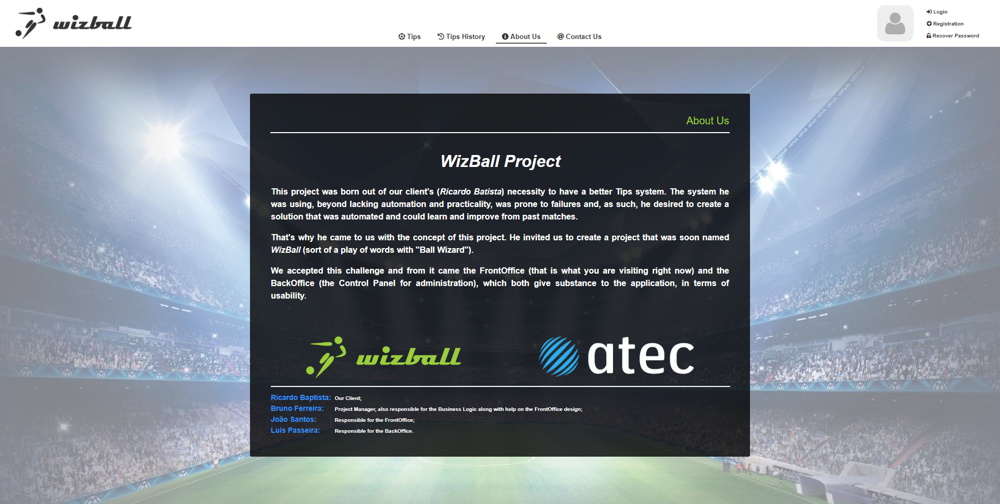 wizball
Tips
Tips History
About Us
Contact Us
Login
Registration
Recover Password
About Us
WizBall Project
This project was born out of our client's (Ricardo Batista) necessity to have a better Tips system. The system he
was using, beyond lacking automation and practicality, was prone to failures and, as such, he desired to create a
solution that was automated and could learn and improve from past matches.
That's why he came to us with the concept of this project. He invited us to create a project that was soon named
WizBall (sort of a play of words with "Ball Wizard").
We accepted this challenge and from it came the FrontOffice (that is what you are visiting right now) and the
BackOffice (the Control Panel for administration), which both give substance to the application, in terms of
usability.
wizball
atec
Ricardo Baptista: Our Client;
Bruno Ferreira: Project Manager, also responsible for the Business Logic along with help on the FrontOffice design;
João Santos: Responsible for the FrontOffice;
Luís Passeira: Responsible for the BackOffice.